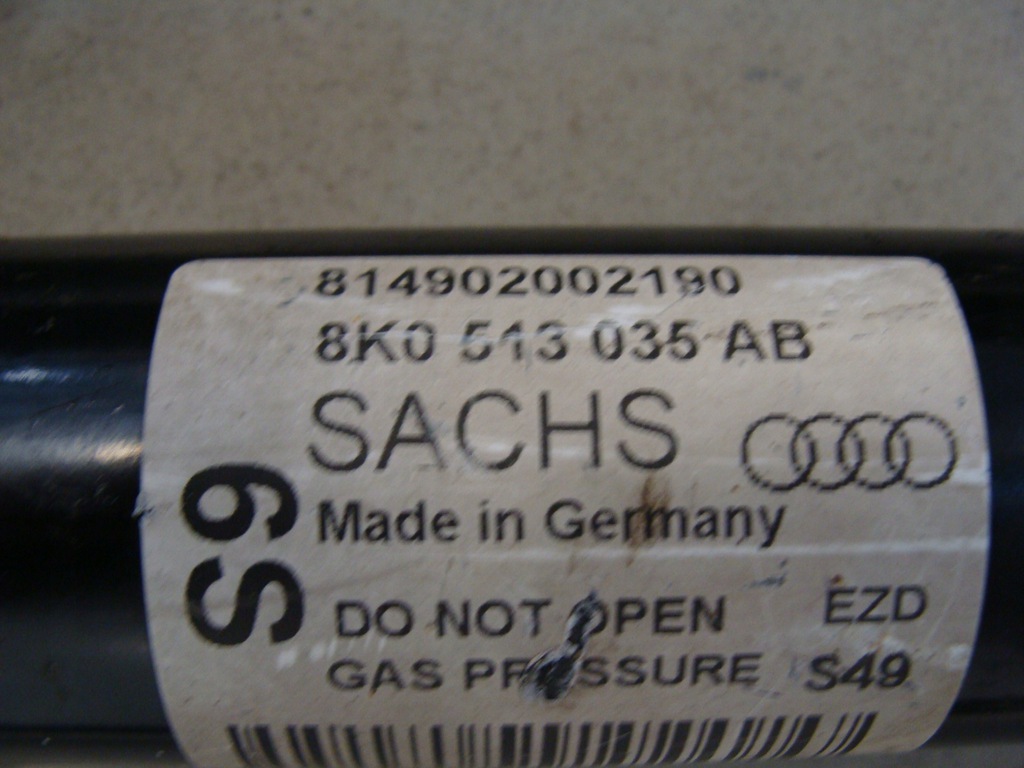 814902002190
8K0 513 035 AB
SACHS
Made in Germany
S9
DO NOT OPEN EZD
GAS PRESSURE S49